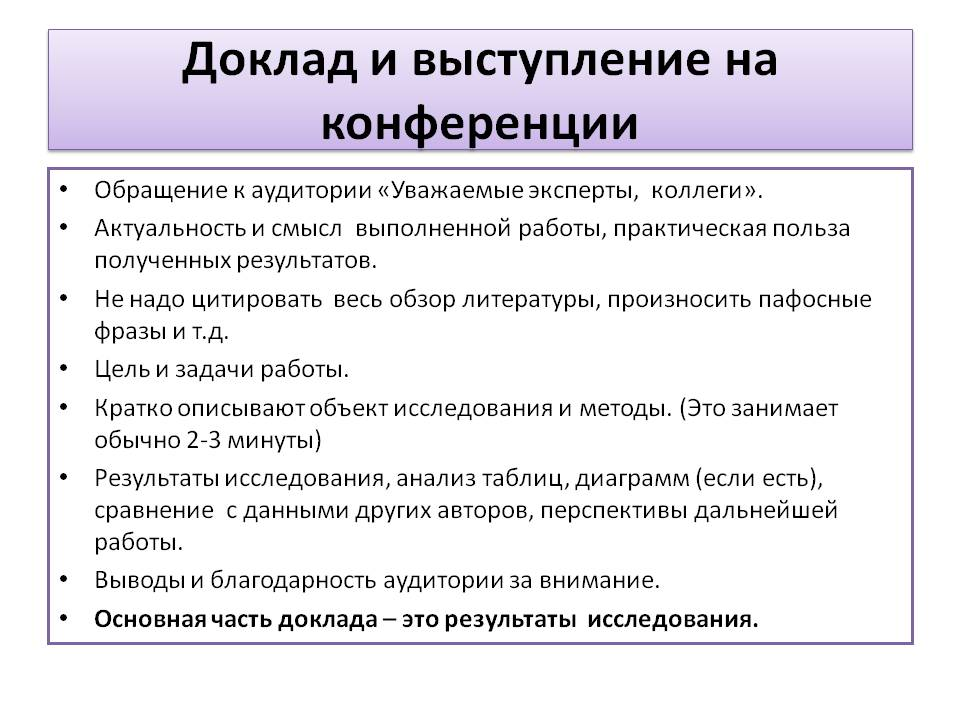 Доклад и выступление на
конференции
• Обращение к аудитории «Уважаемые эксперты,  коллеги».
• Актуальность и смысл  выполненной работы, практическая польза
полученных результатов.
• Не надо цитировать  весь обзор литературы, произносить пафосные
фразы и т.д.
• Цель и задачи работы.
• Кратко описывают объект исследования и методы. (Это занимает
обычно 2-3 минуты)
• Результаты исследования, анализ таблиц, диаграмм (если есть),
сравнение  с данными других авторов, перспективы дальнейшей
работы.
• Выводы и благодарность аудитории за внимание.
• Основная часть доклада – это результаты  исследования.